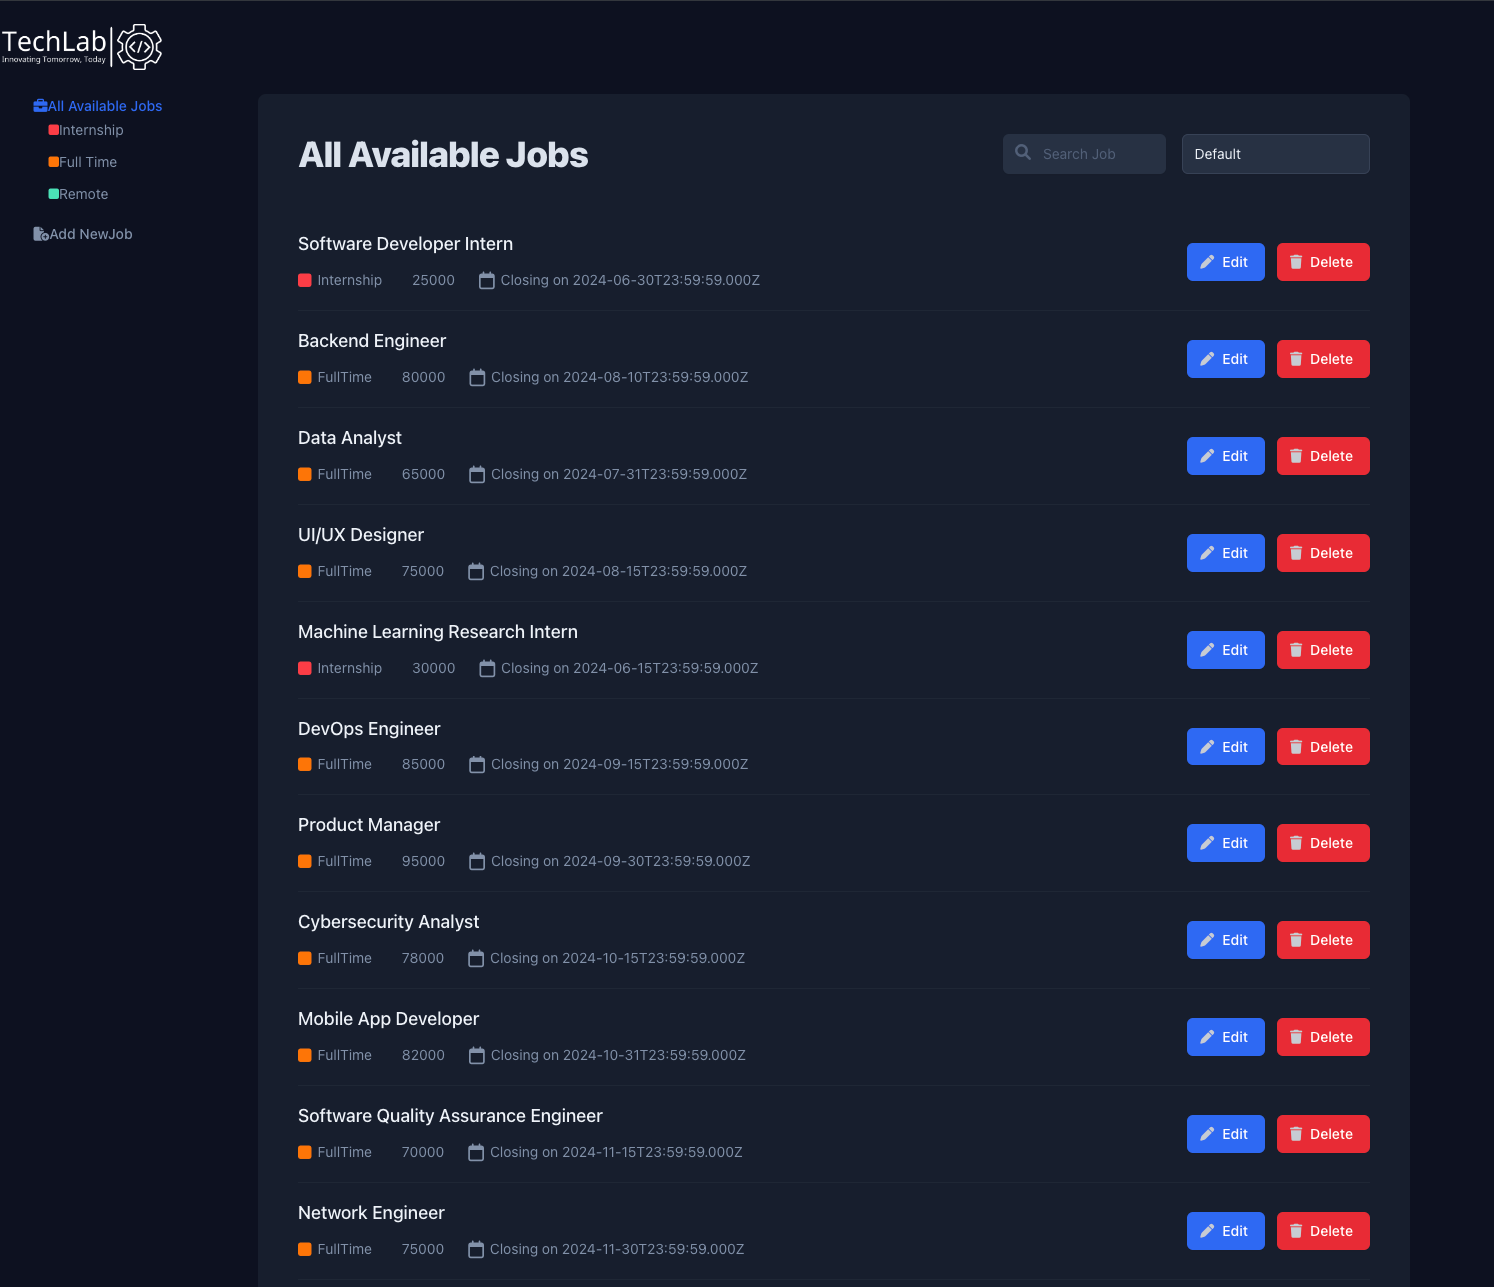 TechLab
Innovating Tomorrow, Today
</>
All Available Jobs
Internship
Full Time
Remote
Add NewJob
All Available Jobs
Search Job
Default
Software Developer Intern
Internship 25000 Closing on 2024-06-30T23:59:59.000Z
Edit Delete
Backend Engineer
FullTime 80000 Closing on 2024-08-10T23:59:59.000Z
Edit Delete
Data Analyst
FullTime 65000 Closing on 2024-07-31T23:59:59.000Z
Edit Delete
UI/UX Designer
FullTime 75000 Closing on 2024-08-15T23:59:59.000Z
Edit Delete
Machine Learning Research Intern
Internship 30000 Closing on 2024-06-15T23:59:59.000Z
Edit Delete
DevOps Engineer
FullTime 85000 Closing on 2024-09-15T23:59:59.000Z
Edit Delete
Product Manager
FullTime 95000 Closing on 2024-09-30T23:59:59.000Z
Edit Delete
Cybersecurity Analyst
FullTime 78000 Closing on 2024-10-15T23:59:59.000Z
Edit Delete
Mobile App Developer
FullTime 82000 Closing on 2024-10-31T23:59:59.000Z
Edit Delete
Software Quality Assurance Engineer
FullTime 70000 Closing on 2024-11-15T23:59:59.000Z
Edit Delete
Network Engineer
FullTime 75000 Closing on 2024-11-30T23:59:59.000Z
Edit Delete